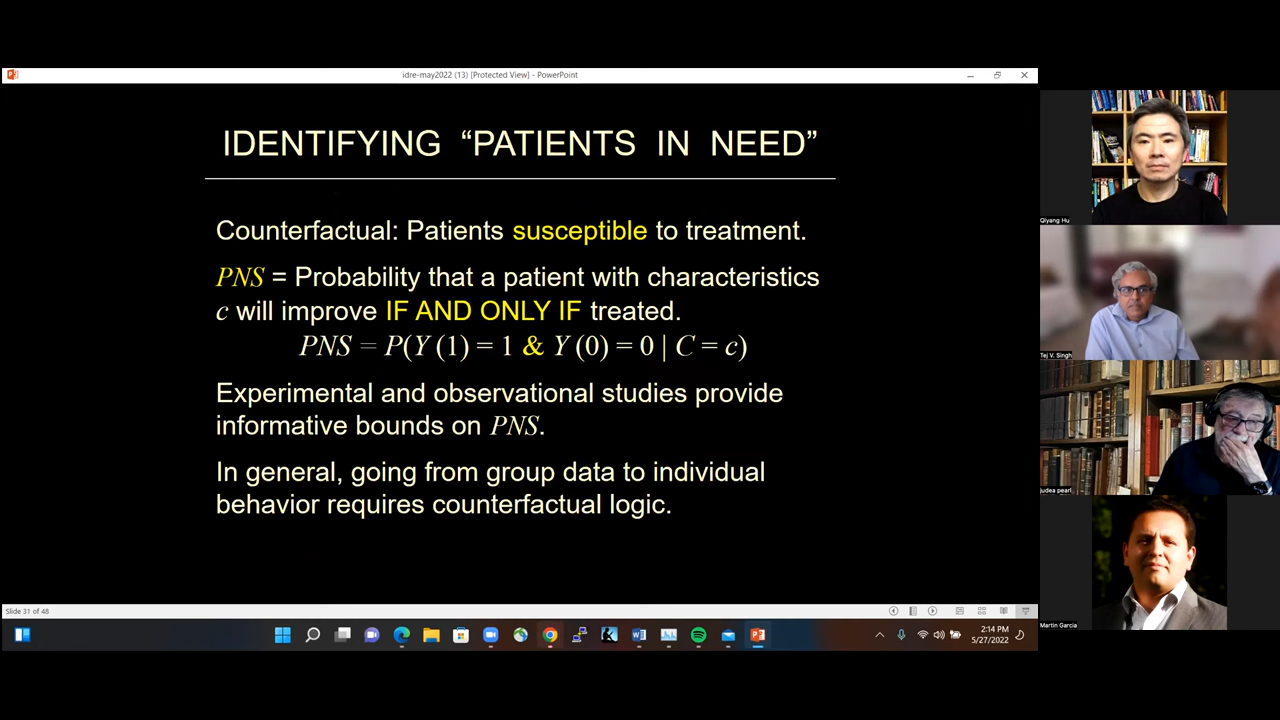 idre-may2022 (13) [Protected View] - PowerPoint
IDENTIFYING “PATIENTS IN NEED”
Counterfactual: Patients susceptible to treatment.
PNS = Probability that a patient with characteristics
c will improve IF AND ONLY IF treated.
PNS = P(Y (1) = 1 & Y (0) = 0 | C = c)
Experimental and observational studies provide
informative bounds on PNS.
In general, going from group data to individual
behavior requires counterfactual logic.
Slide 31 of 48
2:14 PM
5/27/2022
Qiyang Hu
Tej V. Singh
judea pearl
Martin Garcia